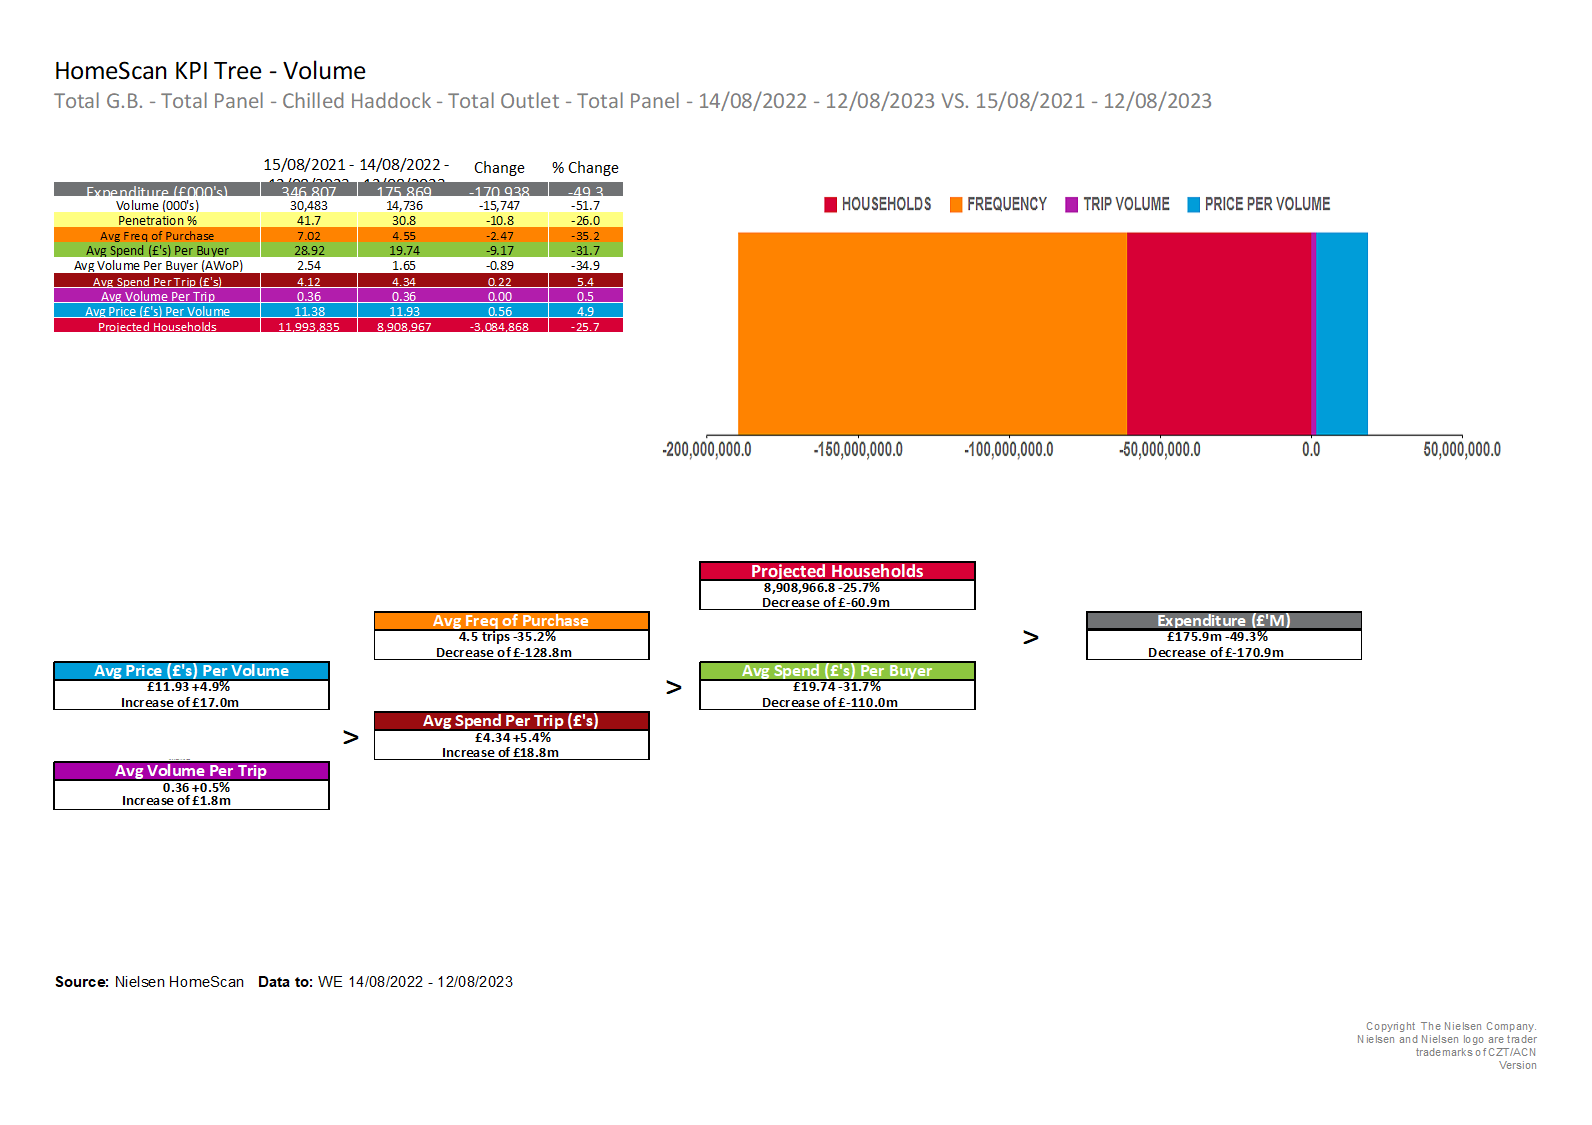 HomeScan KPI Tree - Volume
Total G.B. - Total Panel - Chilled Haddock - Total Outlet - Total Panel - 14/08/2022 - 12/08/2023 VS. 15/08/2021 - 12/08/2023
15/08/2021 - 14/08/2022 - Change % Change
Expenditure (£000's) 346,807 175,869 -170,938 -49.3
Volume (000's) 30,483 14,736 -15,747 -51.7
Penetration % 41.7 30.8 -10.8 -26.0
Avg Freq of Purchase 7.02 4.55 -2.47 -35.2
Avg Spend (£'s) Per Buyer 28.92 19.74 -9.17 -31.7
Avg Volume Per Buyer (AWoP) 2.54 1.65 -0.89 -34.9
Avg Spend Per Trip (£'s) 4.12 4.34 0.22 5.4
Avg Volume Per Trip 0.36 0.36 0.00 0.5
Avg Price (£'s) Per Volume 11.38 11.93 0.56 4.9
Projected Households 11,993,835 8,908,967 -3,084,868 -25.7
HOUSEHOLDS FREQUENCY TRIP VOLUME PRICE PER VOLUME
-200,000,000.0 -150,000,000.0 -100,000,000.0 -50,000,000.0 0.0 50,000,000.0
Projected Households
8,908,966.8 -25.7%
Decrease of £-60.9m
Avg Freq of Purchase
4.5 trips -35.2%
Decrease of £-128.8m
>
Expenditure (£'M)
£175.9m -49.3%
Decrease of £-170.9m
Avg Price (£'s) Per Volume
£11.93 +4.9%
Increase of £17.0m
>
Avg Spend (£'s) Per Buyer
£19.74 -31.7%
Decrease of £-110.0m
>
Avg Spend Per Trip (£'s)
£4.34 +5.4%
Increase of £18.8m
Avg Volume Per Trip
0.36 +0.5%
Increase of £1.8m
Source: Nielsen HomeScan Data to: WE 14/08/2022 - 12/08/2023
Copyright The Nielsen Company.
Nielsen and Nielsen logo are trader
trademarks of CZT/ACN
Version